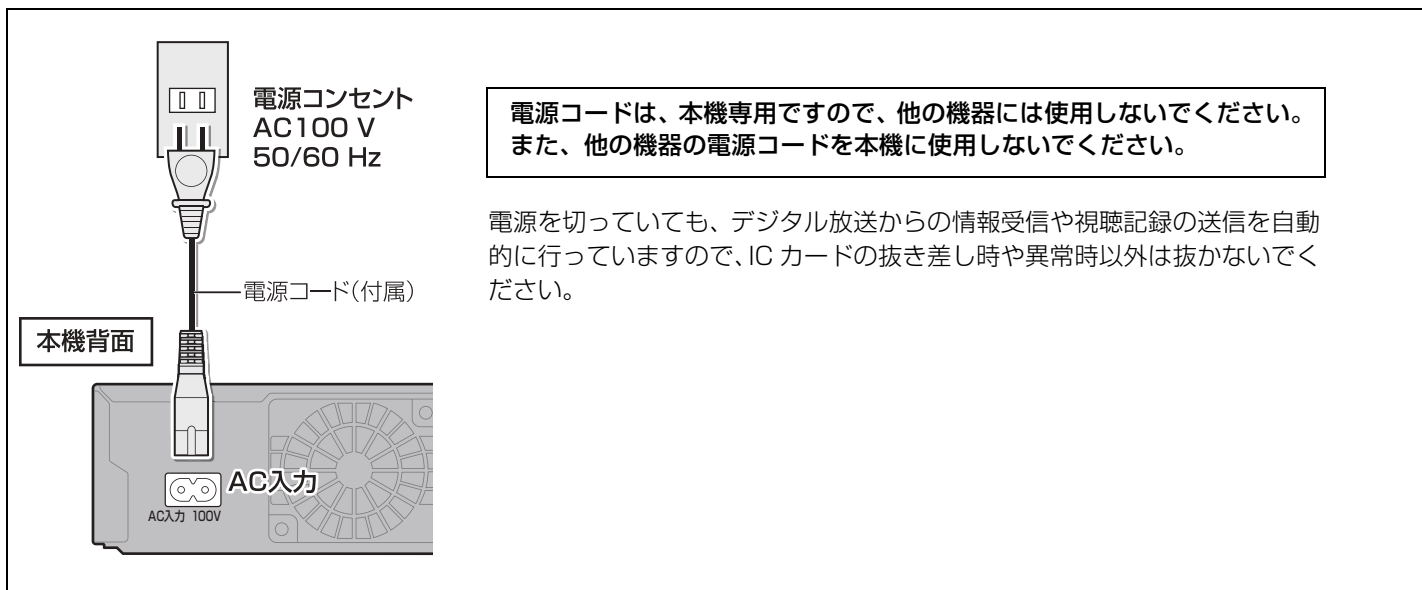 電源コンセント
AC100 V
50/60 Hz
電源コード(付属)
本機背面
AC入力
AC入力 100V
電源コードは、本機専用ですので、他の機器には使用しないでください。
また、他の機器の電源コードを本機に使用しないでください。
電源を切っていても、デジタル放送からの情報受信や視聴記録の送信を自動
的に行っていますので、IC カードの抜き差し時や異常時以外は抜かないでく
ださい。